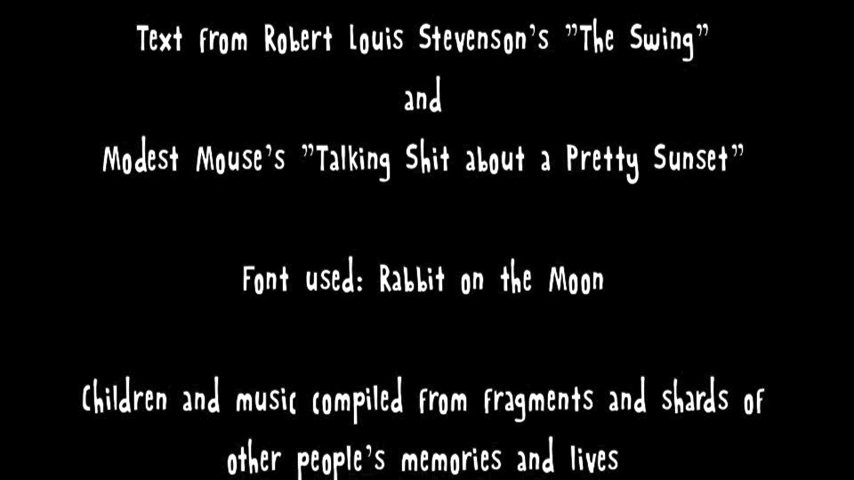 Text from Robert Louis Stevenson's "The Swing"
and
Modest Mouse's "Talking Shit about a Pretty Sunset"
Font used: Rabbit on the Moon
Children and music compiled from fragments and shards of
other people's memories and lives